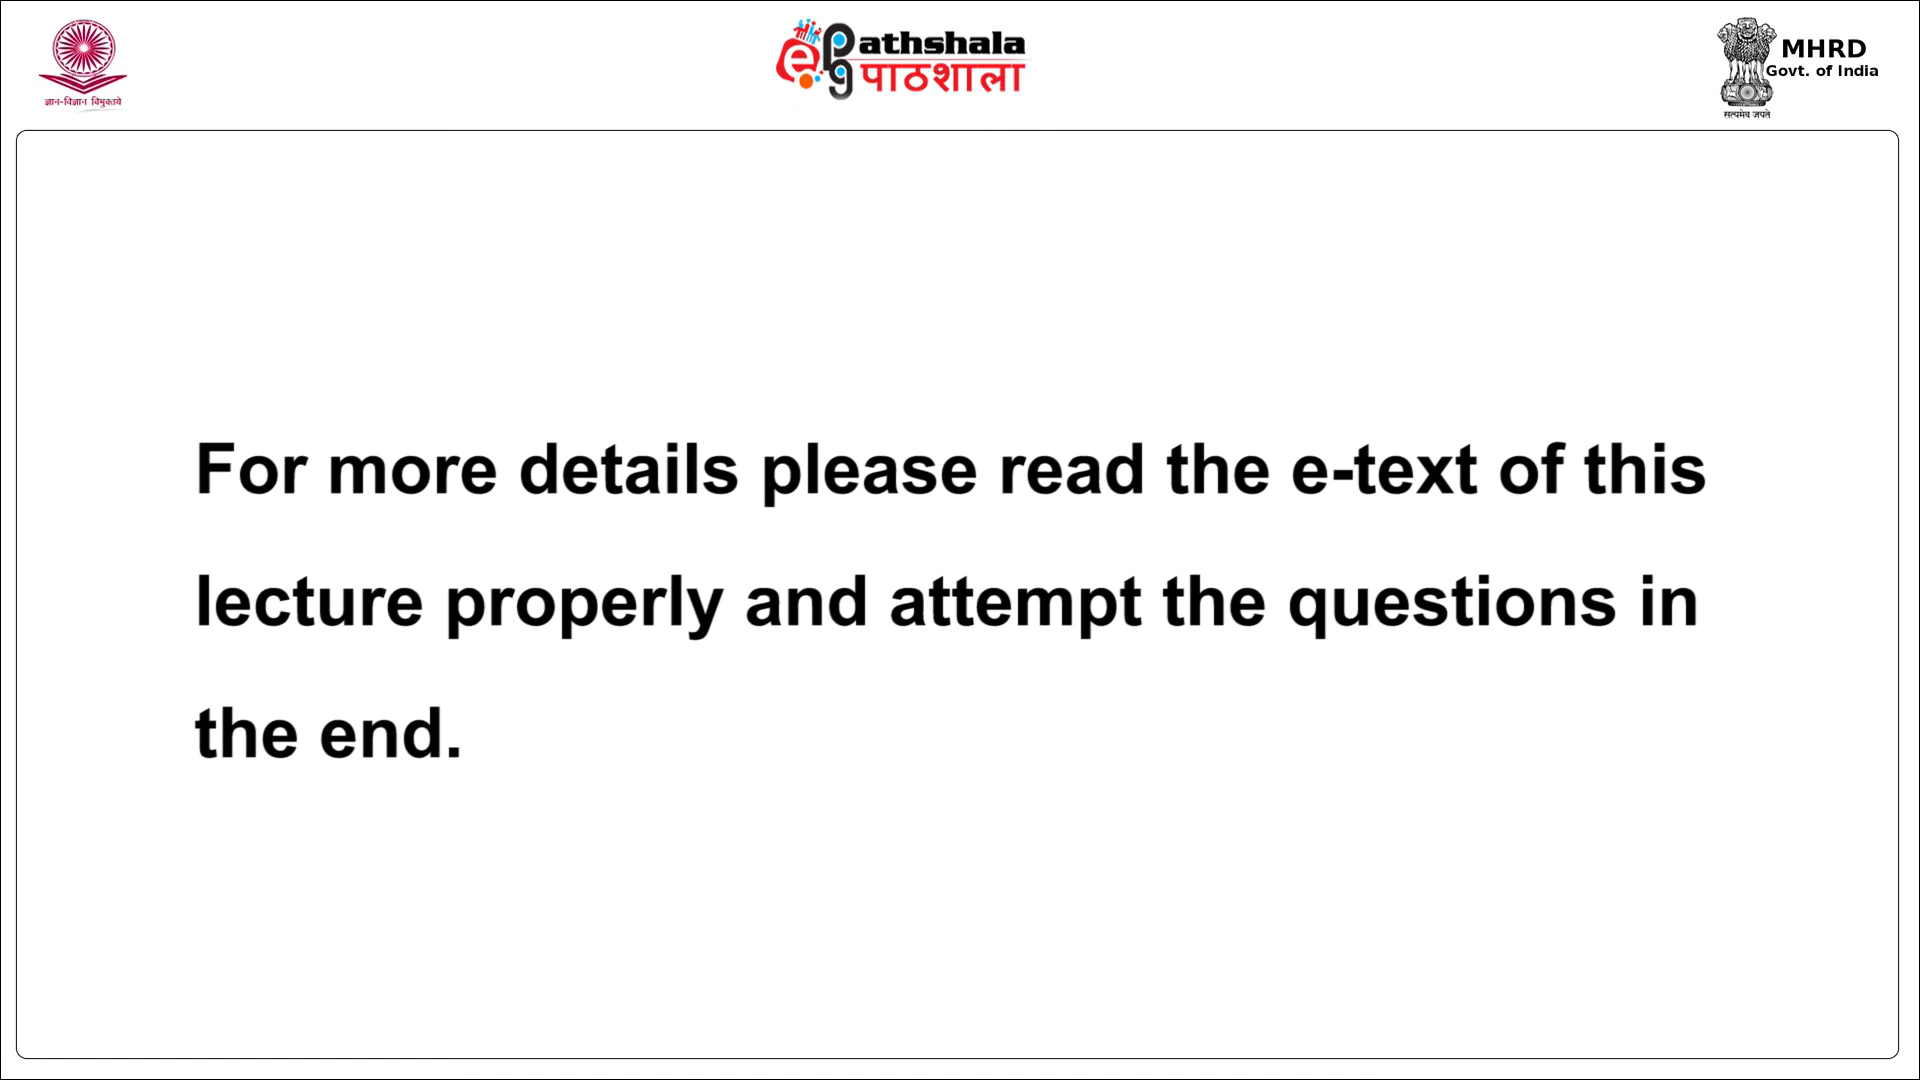 ज्ञान-विज्ञान विमुक्तये
ePGathshala
पाठशाला
MHRD
Govt. of India
सत्यमेव जयते
For more details please read the e-text of this
lecture properly and attempt the questions in
the end.